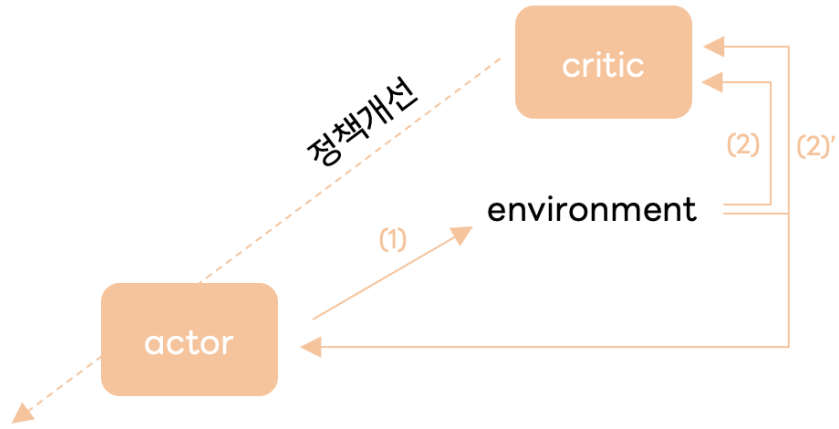 critic
정책개선
(2)
(2)'
environment
(1)
actor